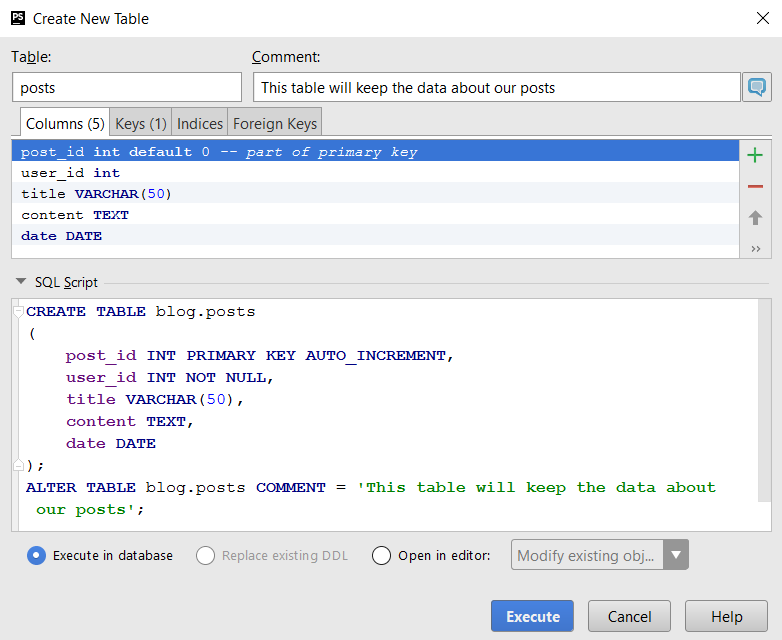 PS Create New Table
Table: Comment:
posts This table will keep the data about our posts
Columns (5) Keys (1) Indices Foreign Keys
post_id int default 0 -- part of primary key
user_id int
title VARCHAR(50)
content TEXT
date DATE
SQL Script
CREATE TABLE blog.posts
(
post_id INT PRIMARY KEY AUTO_INCREMENT,
user_id INT NOT NULL,
title VARCHAR(50),
content TEXT,
date DATE
);
ALTER TABLE blog.posts COMMENT = 'This table will keep the data about
our posts';
Execute in database Replace existing DDL Open in editor: Modify existing obj...
Execute Cancel Help